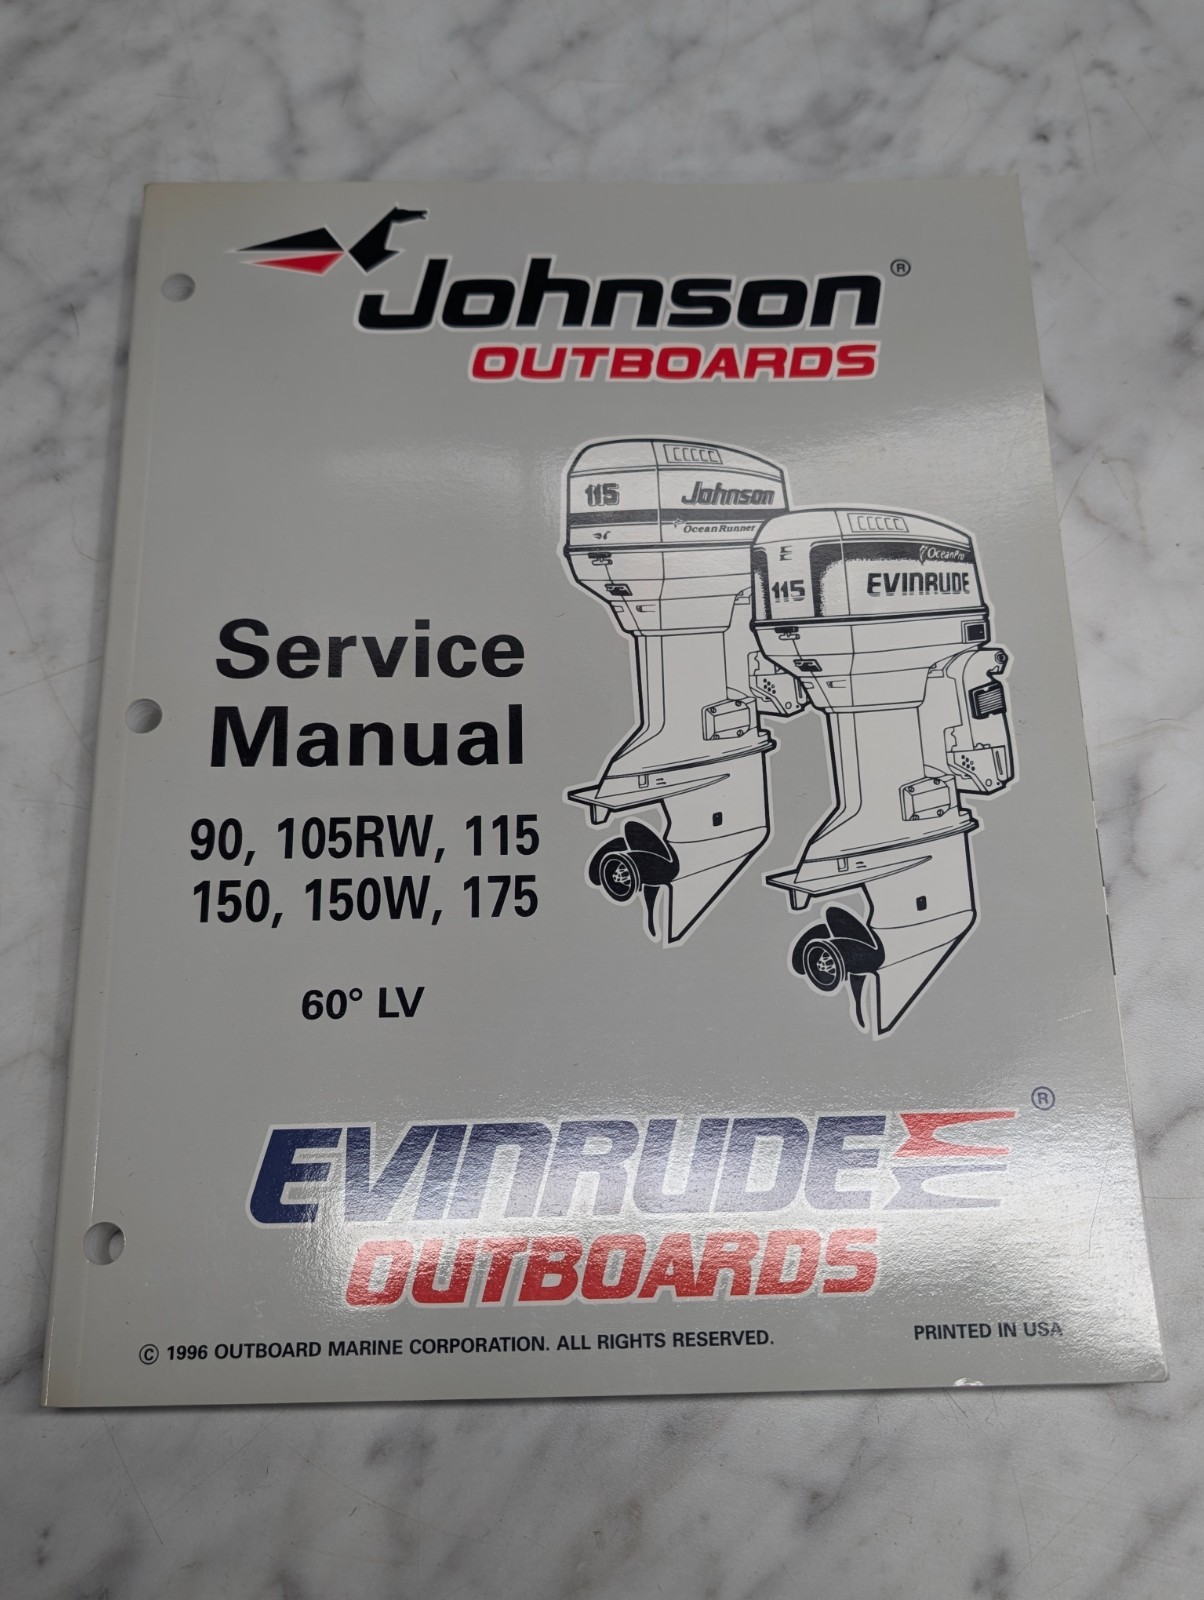 Johnson®
OUTBOARDS
115 Johnson
OceanRunner
OceanPro
115 EVINRUDE
Service
Manual
90, 105RW, 115
150, 150W, 175
60° LV
EVINRUDE ®
OUTBOARDS
© 1996 OUTBOARD MARINE CORPORATION. ALL RIGHTS RESERVED.
PRINTED IN USA